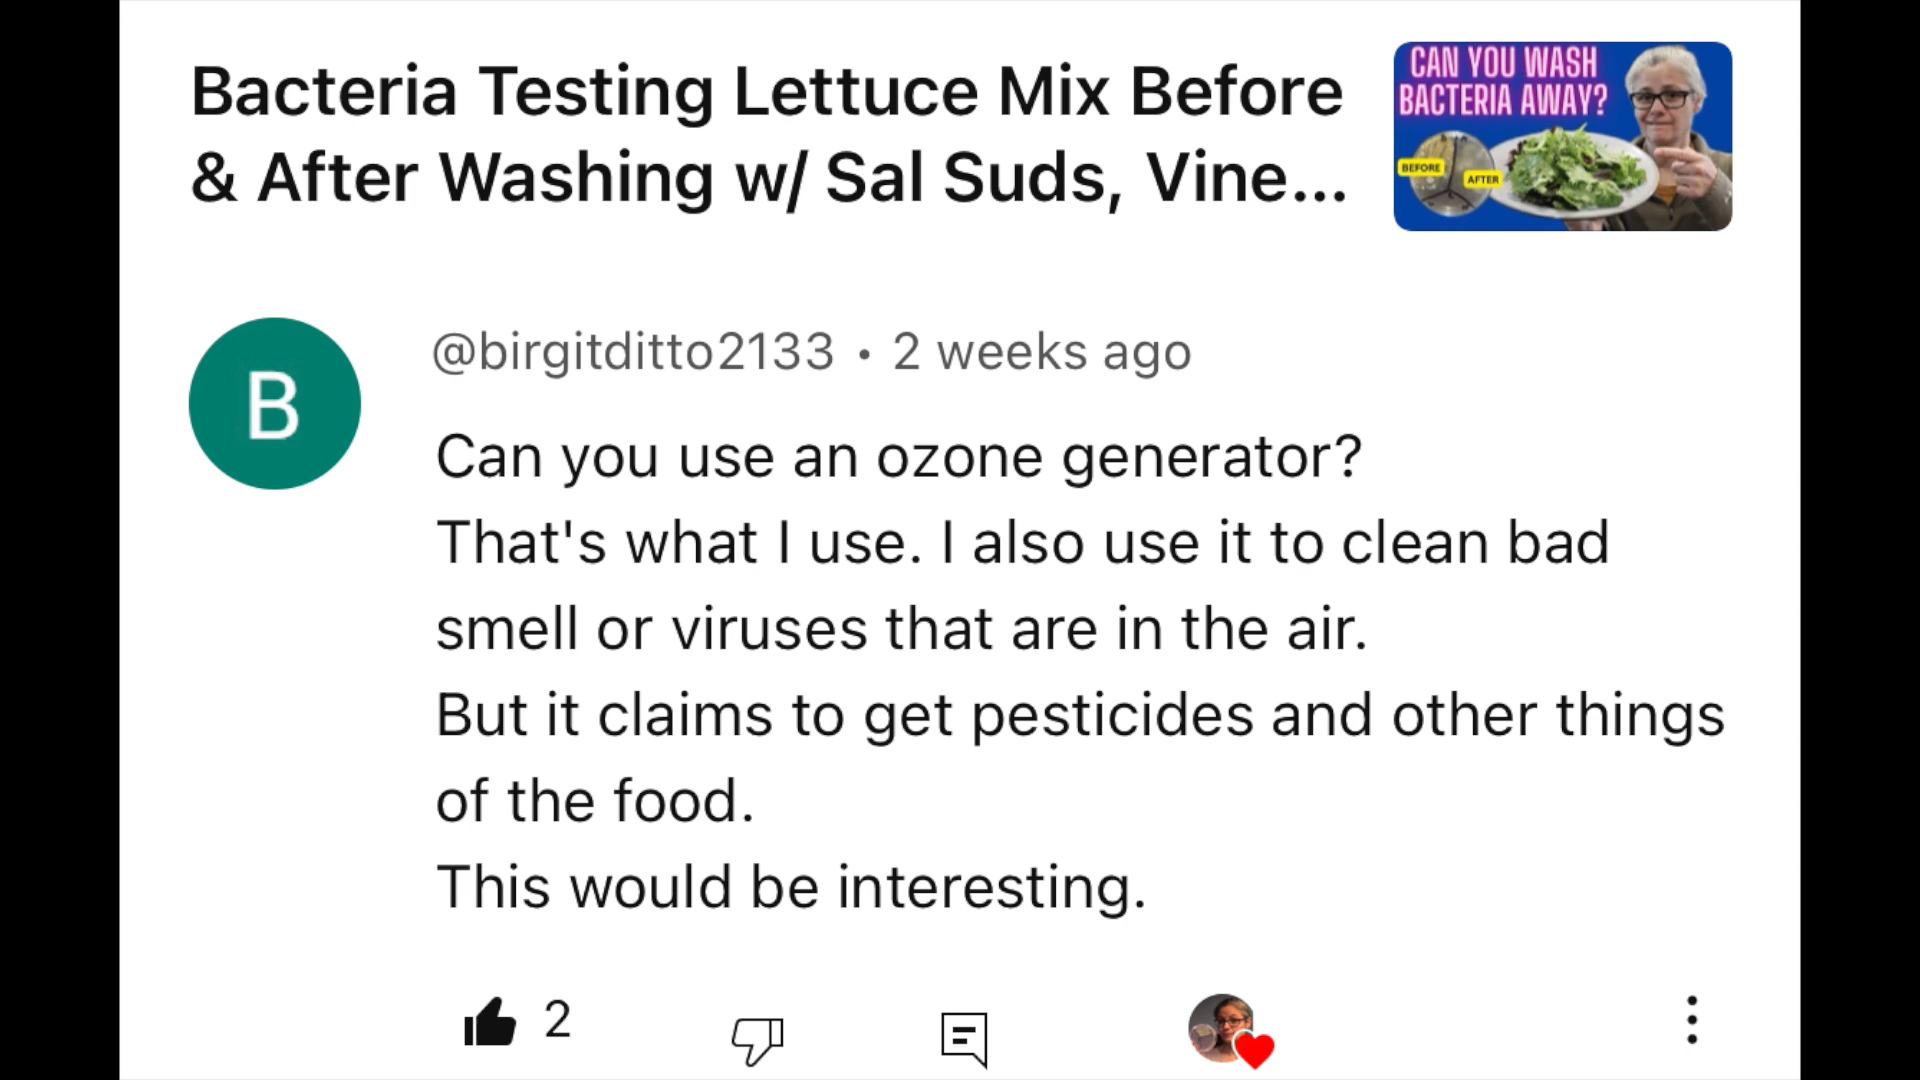 Bacteria Testing Lettuce Mix Before
& After Washing w/ Sal Suds, Vine...
CAN YOU WASH
BACTERIA AWAY?
BEFORE
AFTER
B
@birgitditto2133 • 2 weeks ago
Can you use an ozone generator?
That's what I use. I also use it to clean bad
smell or viruses that are in the air.
But it claims to get pesticides and other things
of the food.
This would be interesting.
2